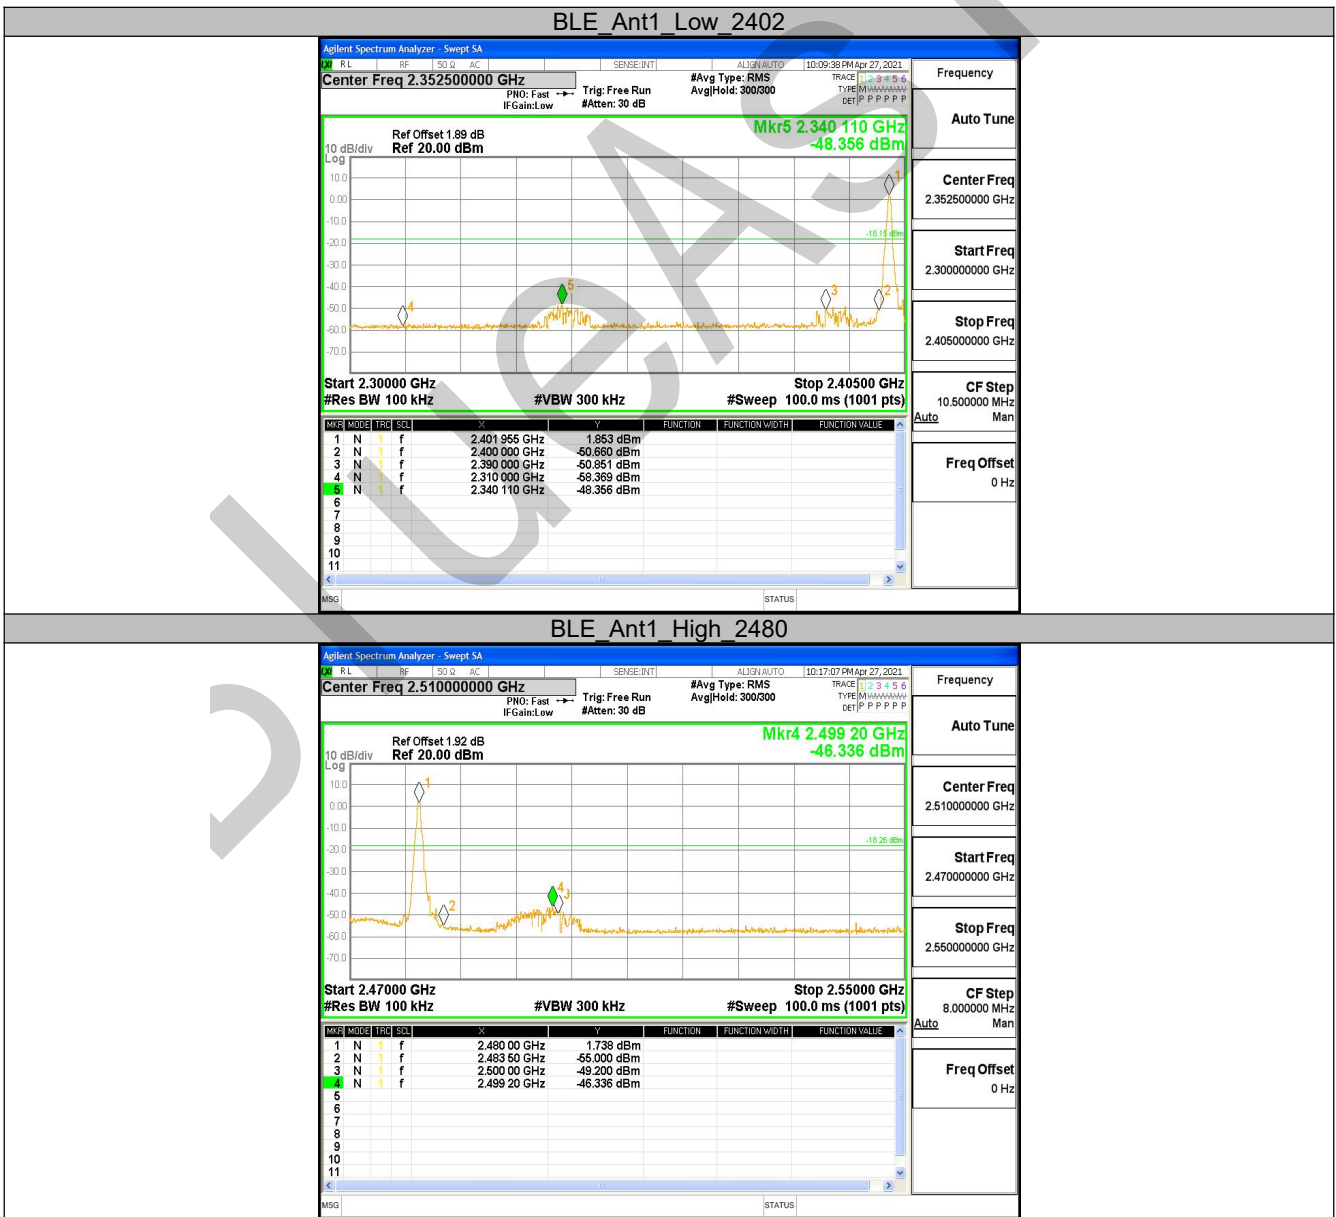 BLE_Ant1_Low_2402
Agilent Spectrum Analyzer - Swept SA
RL RF 50 Ω AC SENSE:INT ALIGN AUTO 10:09:38 PM Apr 27, 2021
Center Freq 2.352500000 GHz
PNO: Fast
IFGain:Low
Trig: Free Run
#Atten: 30 dB
#Avg Type: RMS
Avg|Hold: 300/300
TRACE 1 2 3 4 5 6
TYPE M
DET P P P P P P
Ref Offset 1.89 dB
10 dB/div Ref 20.00 dBm
Log
Mkr5 2.340 110 GHz
-48.356 dBm
10.0
0.00
-10.0
-20.0
-30.0
-40.0
-50.0
-60.0
-70.0
-18.15 dBm
1
2
3
4
5
Start 2.30000 GHz Stop 2.40500 GHz
#Res BW 100 kHz #VBW 300 kHz #Sweep 100.0 ms (1001 pts)
MKR MODE TRC SCL X Y FUNCTION FUNCTION WIDTH FUNCTION VALUE
1 N 1 f 2.401 955 GHz 1.853 dBm
2 N 1 f 2.400 000 GHz -50.660 dBm
3 N 1 f 2.390 000 GHz -50.851 dBm
4 N 1 f 2.310 000 GHz -58.369 dBm
5 N 1 f 2.340 110 GHz -48.356 dBm
6
7
8
9
10
11
MSG STATUS
Frequency
Auto Tune
Center Freq
2.352500000 GHz
Start Freq
2.300000000 GHz
Stop Freq
2.405000000 GHz
CF Step
10.500000 MHz
Auto Man
Freq Offset
0 Hz
BLE_Ant1_High_2480
Agilent Spectrum Analyzer - Swept SA
RL RF 50 Ω AC SENSE:INT ALIGN AUTO 10:17:07 PM Apr 27, 2021
Center Freq 2.510000000 GHz
PNO: Fast
IFGain:Low
Trig: Free Run
#Atten: 30 dB
#Avg Type: RMS
Avg|Hold: 300/300
TRACE 1 2 3 4 5 6
TYPE M
DET P P P P P P
Ref Offset 1.92 dB
10 dB/div Ref 20.00 dBm
Log
Mkr4 2.499 20 GHz
-46.336 dBm
10.0
0.00
-10.0
-20.0
-30.0
-40.0
-50.0
-60.0
-70.0
-18.26 dBm
1
2
4
3
Start 2.47000 GHz Stop 2.55000 GHz
#Res BW 100 kHz #VBW 300 kHz #Sweep 100.0 ms (1001 pts)
MKR MODE TRC SCL X Y FUNCTION FUNCTION WIDTH FUNCTION VALUE
1 N 1 f 2.480 00 GHz 1.738 dBm
2 N 1 f 2.483 50 GHz -55.000 dBm
3 N 1 f 2.500 00 GHz -49.200 dBm
4 N 1 f 2.499 20 GHz -46.336 dBm
5
6
7
8
9
10
11
MSG STATUS
Frequency
Auto Tune
Center Freq
2.510000000 GHz
Start Freq
2.470000000 GHz
Stop Freq
2.550000000 GHz
CF Step
8.000000 MHz
Auto Man
Freq Offset
0 Hz